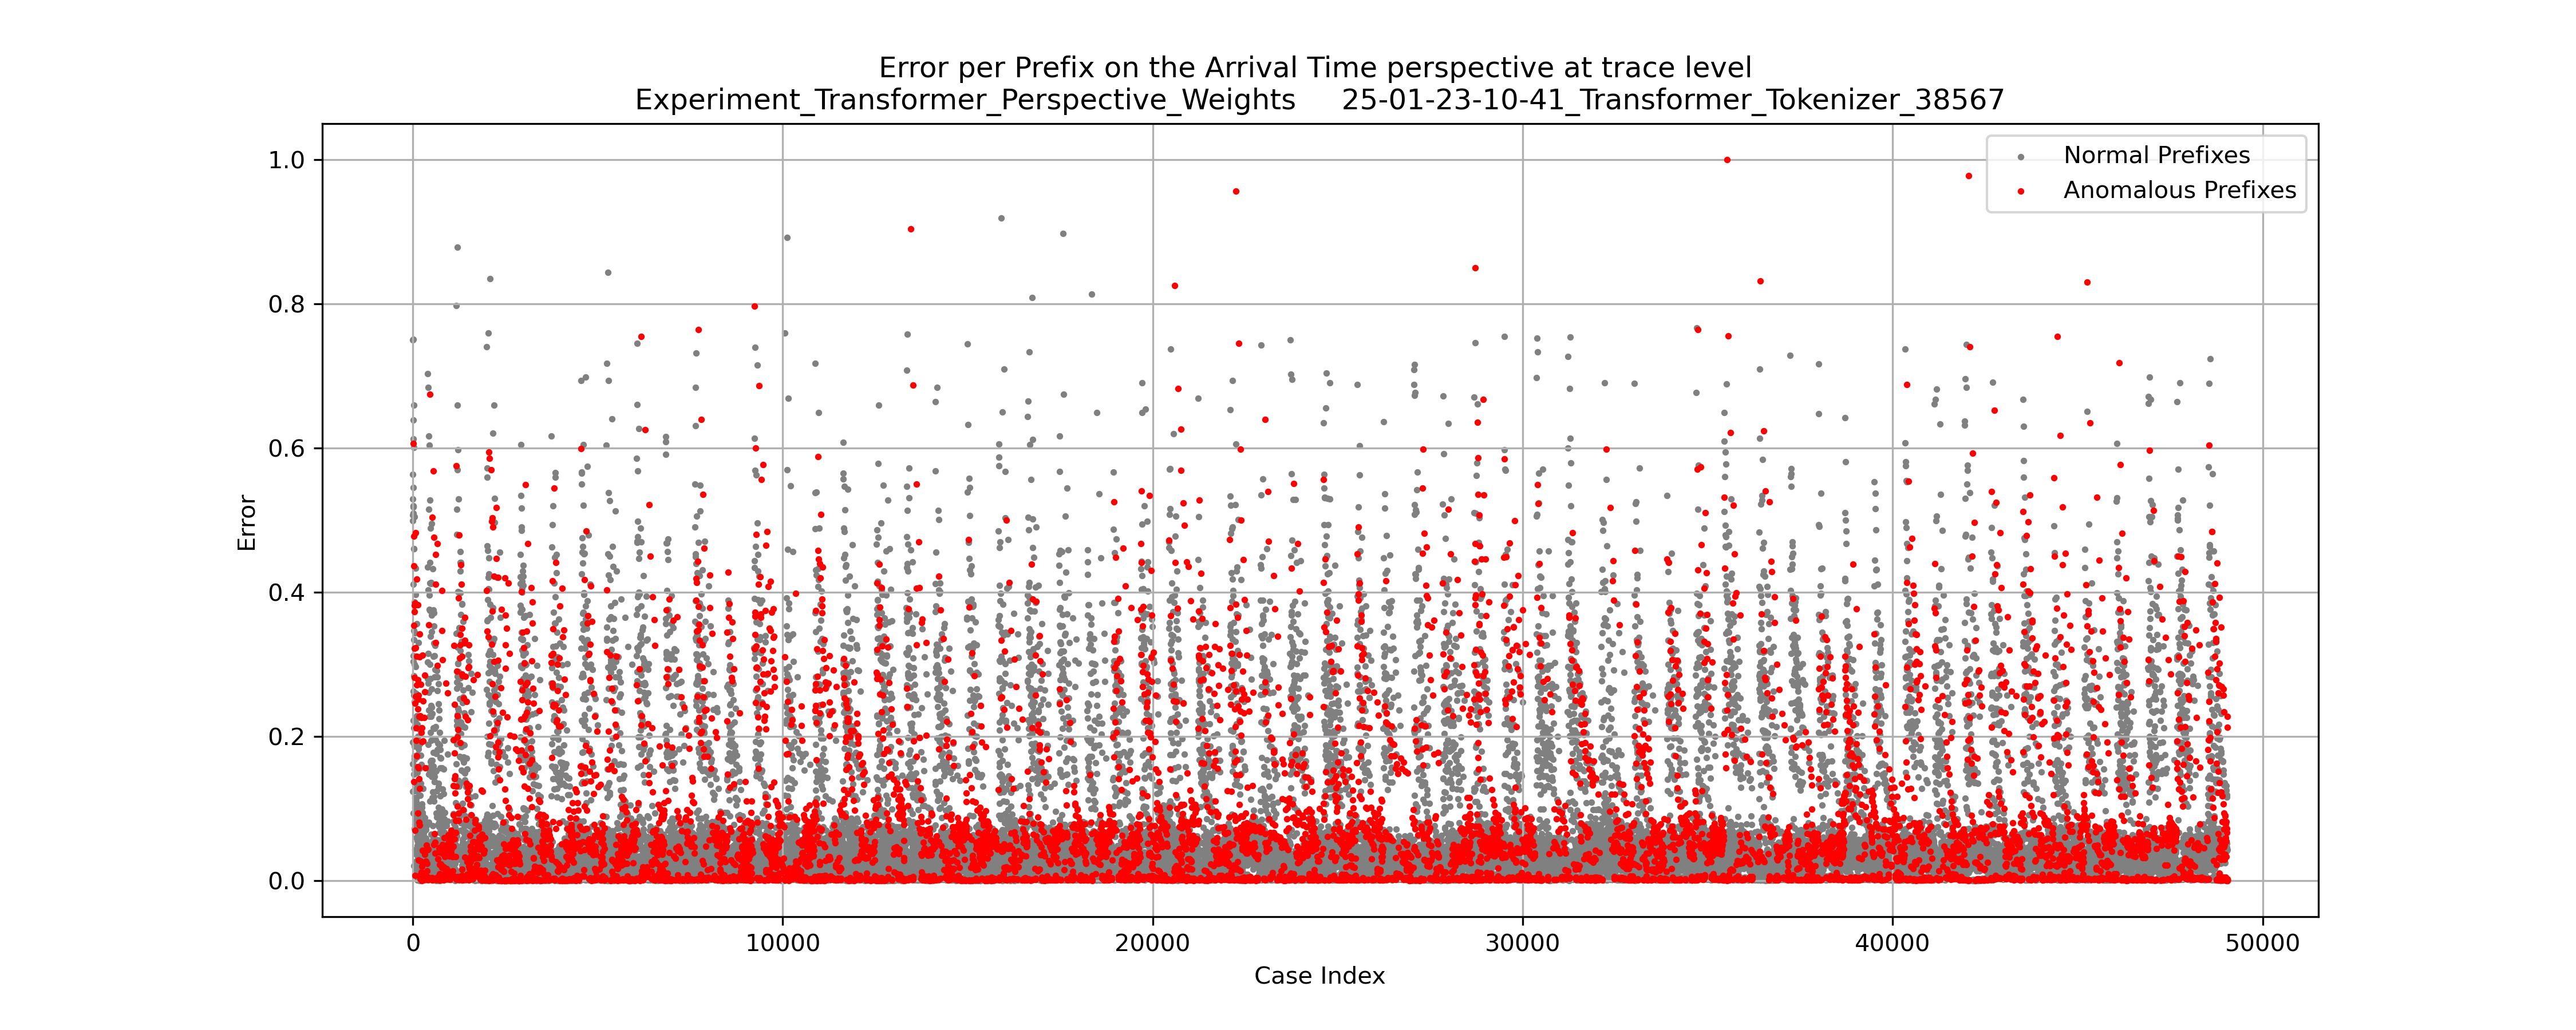 Error per Prefix on the Arrival Time perspective at trace level
Experiment_Transformer_Perspective_Weights 25-01-23-10-41_Transformer_Tokenizer_38567
Normal Prefixes
Anomalous Prefixes
1.0
0.8
0.6
0.4
0.2
0.0
Error
0 10000 20000 30000 40000 50000
Case Index